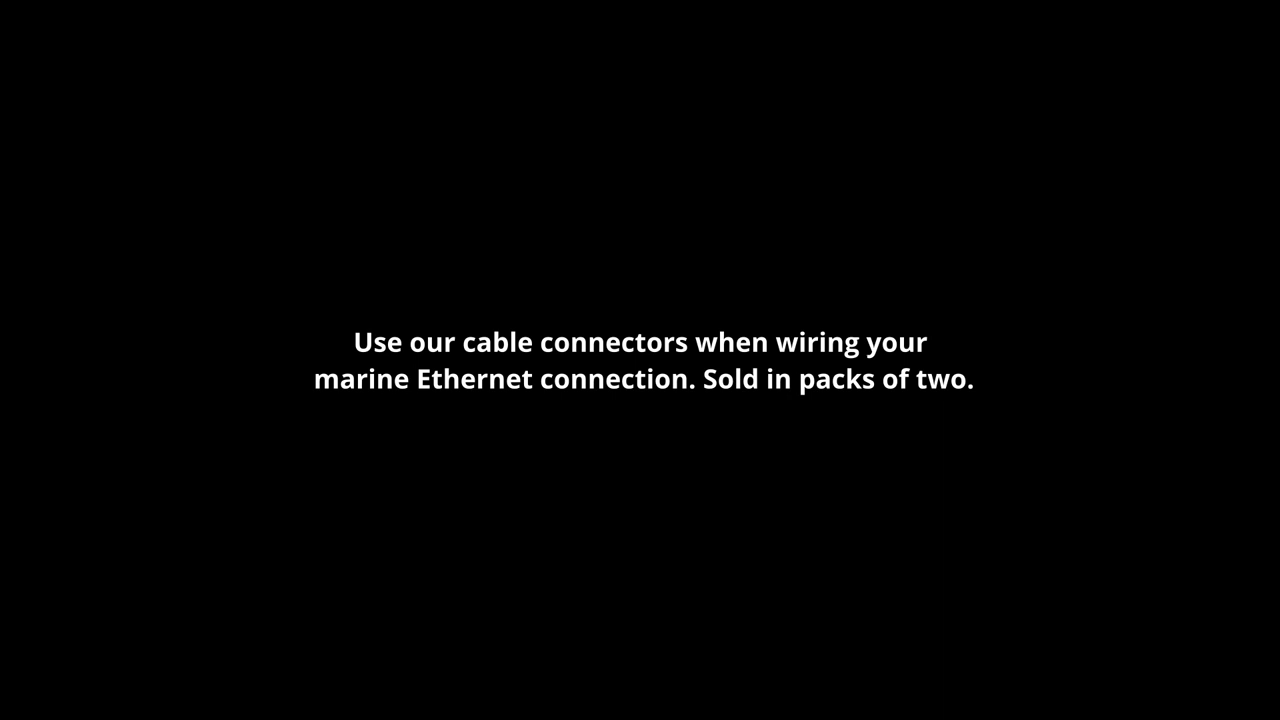 Use our cable connectors when wiring your
marine Ethernet connection. Sold in packs of two.